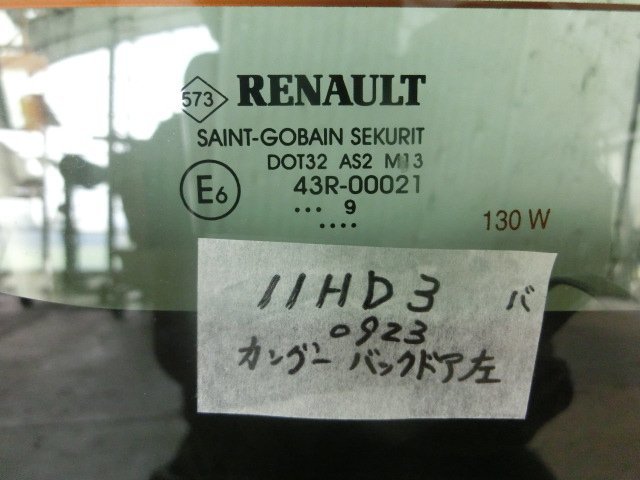 573 RENAULT
SAINT-GOBAIN SEKURIT
DOT32 AS2 M13
E6 43R-00021
... 9
....
130 W
11HD3 バ
0923
カングー バックドア左